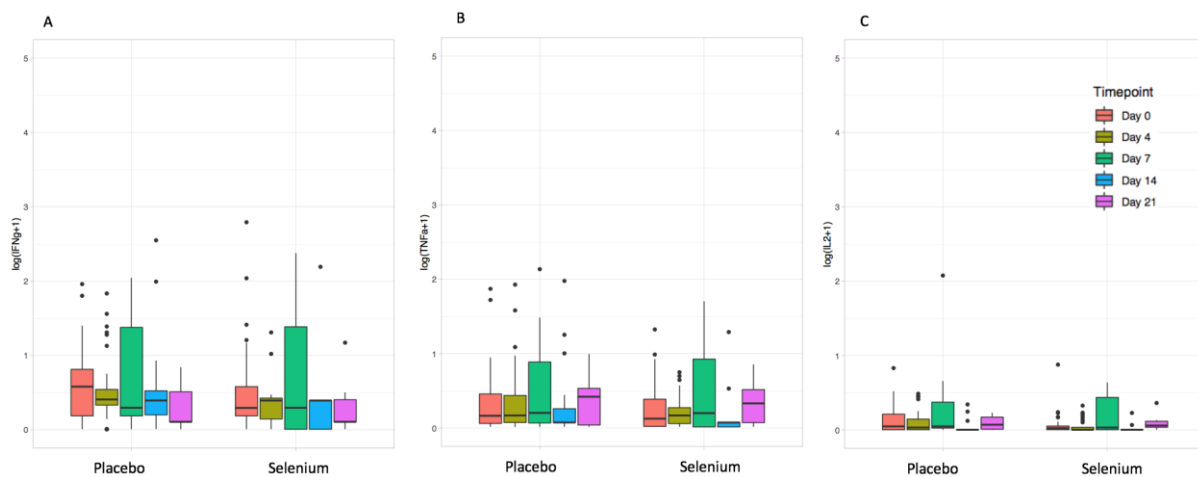 A
B
C
5
4
3
2
1
0
log(IFNg+1)
Placebo
Selenium
5
4
3
2
1
0
log(TNFa+1)
Placebo
Selenium
5
4
3
2
1
0
log(IL2+1)
Placebo
Selenium
Timepoint
Day 0
Day 4
Day 7
Day 14
Day 21